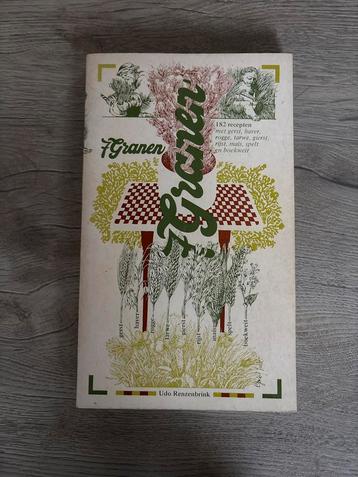 182 recepten
met gerst, haver,
rogge, tarwe, gierst,
rijst, maïs, spelt
en boekweit
7Granen
7Granen
gerst
haver
rogge
tarwe
gierst
rijst
maïs
spelt
boekweit
Udo Renzenbrink